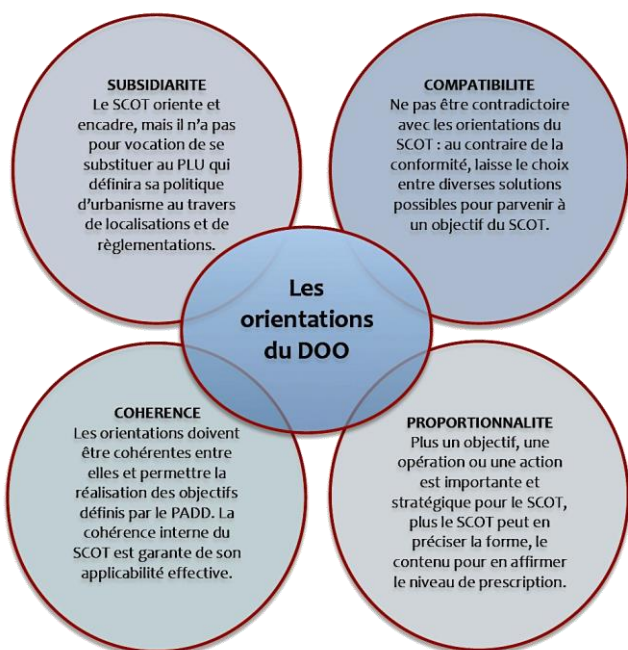 SUBSIDIARITE
Le SCOT oriente et
encadre, mais il n'a pas
pour vocation de se
substituer au PLU qui
définira sa politique
d'urbanisme au travers
de localisations et de
règlementations.
COMPATIBILITE
Ne pas être contradictoire
avec les orientations du
SCOT : au contraire de la
conformité, laisse le choix
entre diverses solutions
possibles pour parvenir à
un objectif du SCOT.
Les
orientations
du DOO
COHERENCE
Les orientations doivent
être cohérentes entre
elles et permettre la
réalisation des objectifs
définis par le PADD. La
cohérence interne du
SCOT est garante de son
applicabilité effective.
PROPORTIONNALITE
Plus un objectif, une
opération ou une action
est importante et
stratégique pour le SCOT,
plus le SCOT peut en
préciser la forme, le
contenu pour en affirmer
le niveau de prescription.